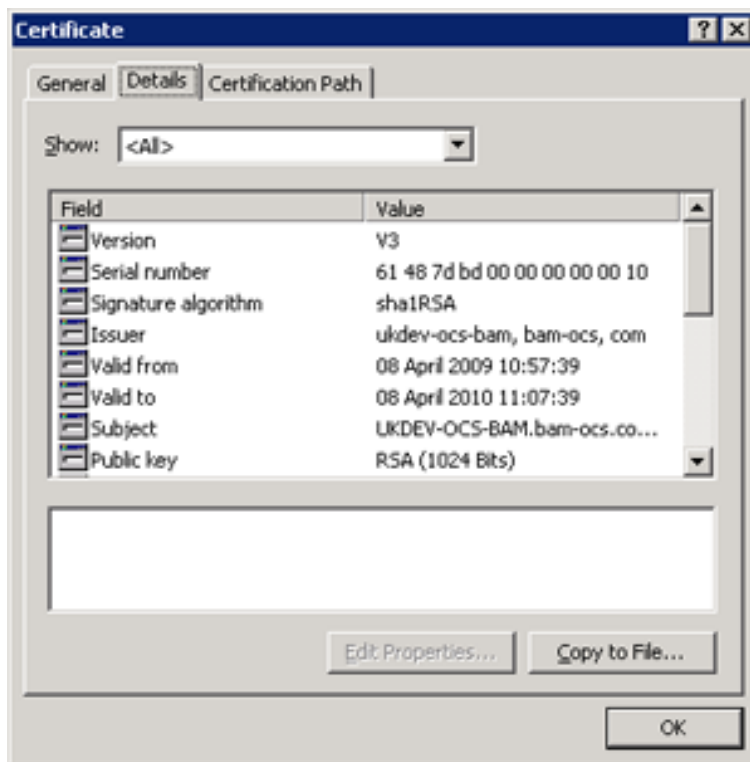 Certificate
General Details Certification Path
Show: <All>
Field Value
Version V3
Serial number 61 48 7d bd 00 00 00 00 00 10
Signature algorithm sha1RSA
Issuer ukdev-ocs-bam, bam-ocs, com
Valid from 08 April 2009 10:57:39
Valid to 08 April 2010 11:07:39
Subject UKDEV-OCS-BAM.bam-ocs.co...
Public key RSA (1024 Bits)
Edit Properties... Copy to File...
OK